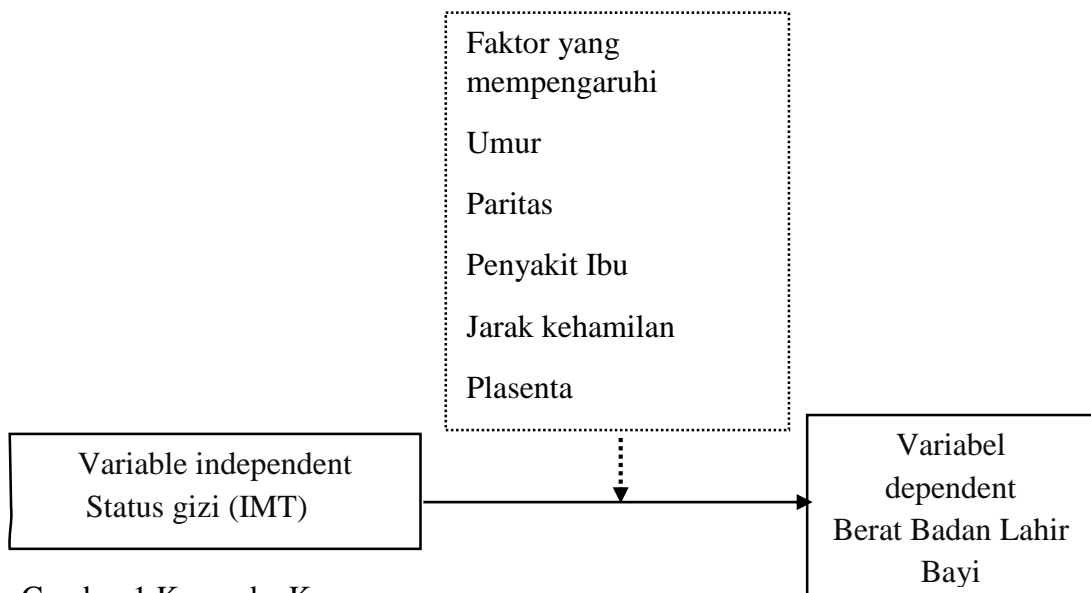 Faktor yang
mempengaruhi
Umur
Paritas
Penyakit Ibu
Jarak kehamilan
Plasenta
Variable independent
Status gizi (IMT)
Variabel
dependent
Berat Badan Lahir
Bayi